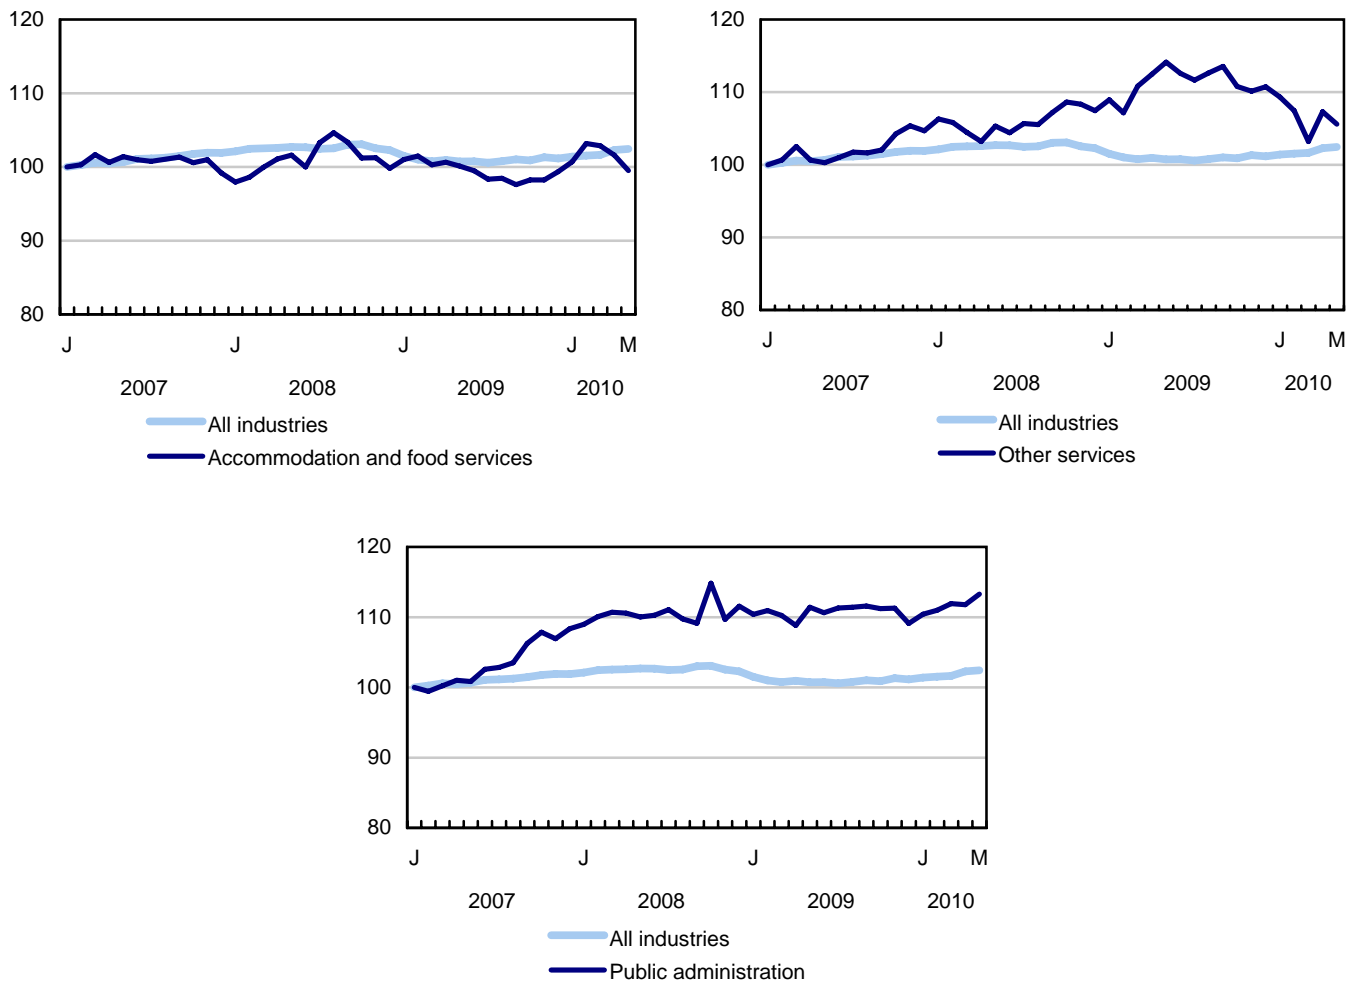 120
110
100
90
80
J J J J M
2007 2008 2009 2010
All industries
Accommodation and food services
120
110
100
90
80
J J J J M
2007 2008 2009 2010
All industries
Other services
120
110
100
90
80
J J J J M
2007 2008 2009 2010
All industries
Public administration